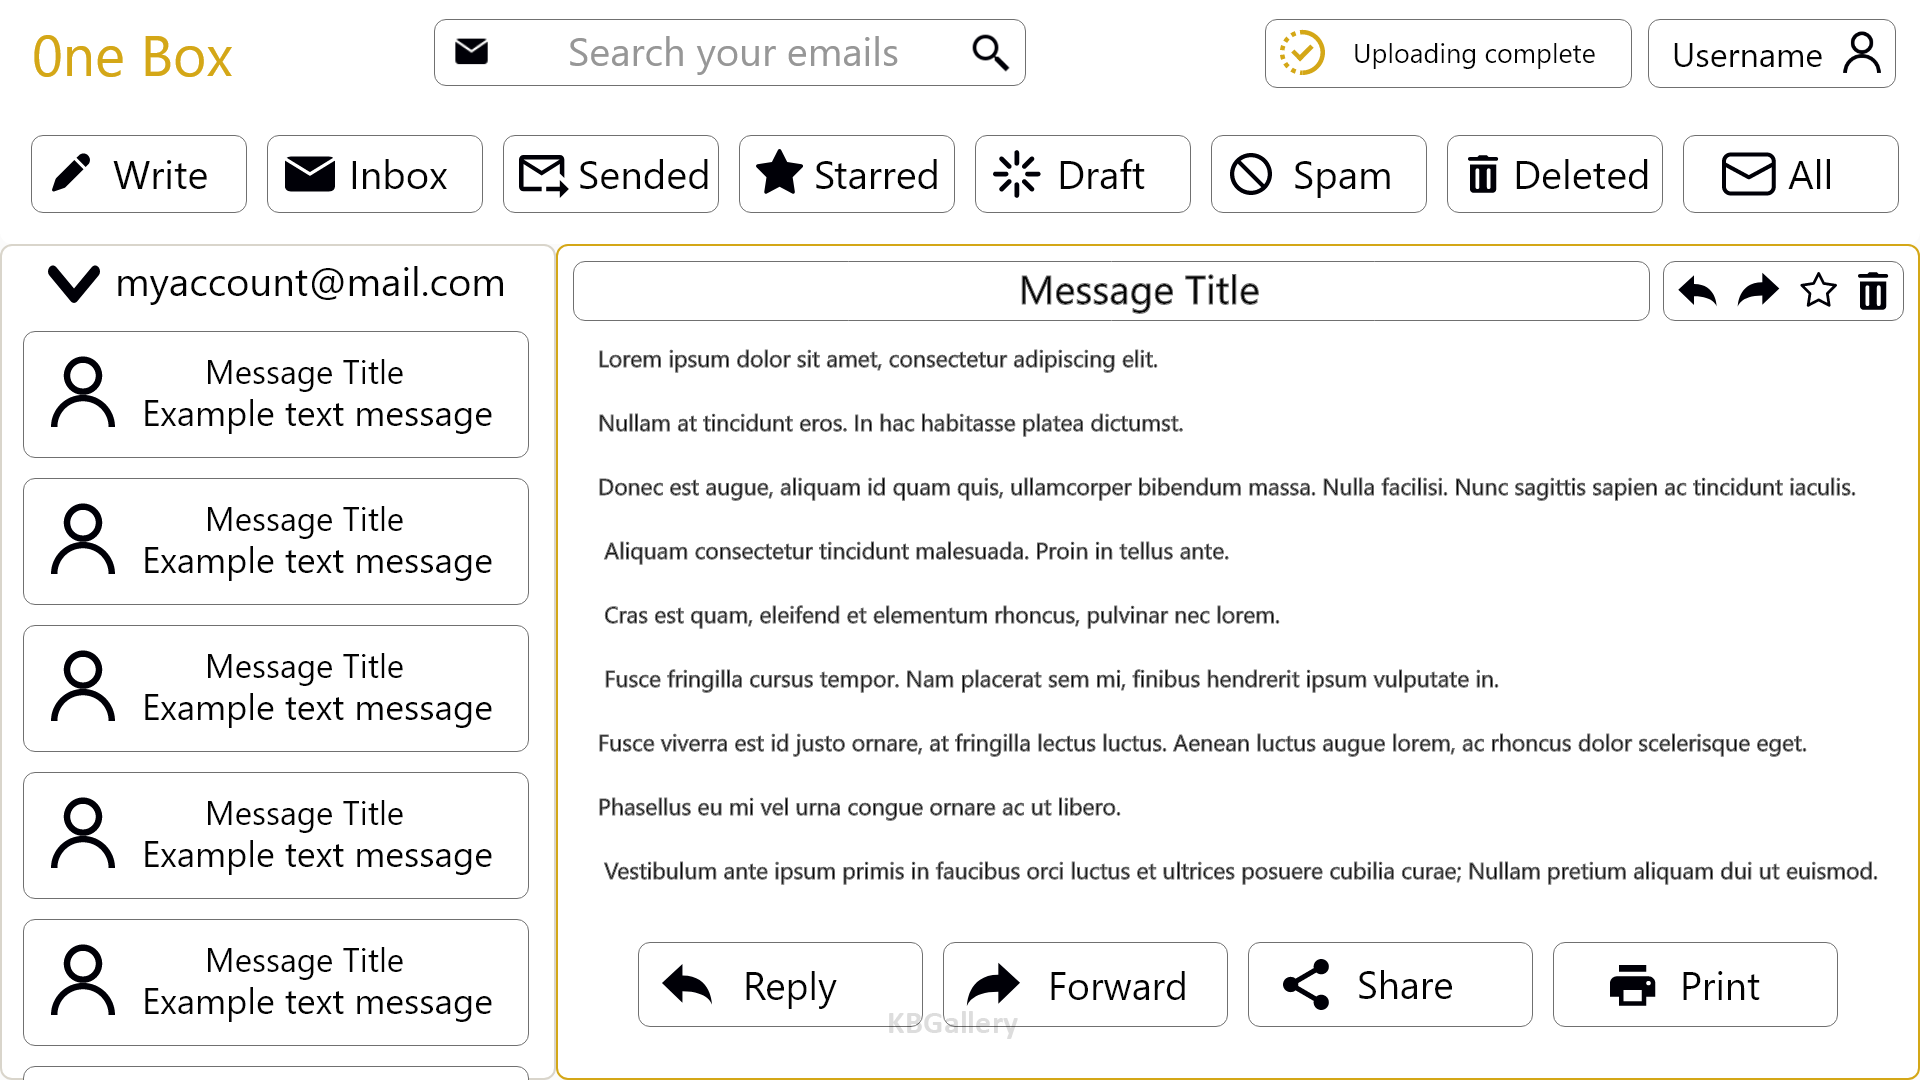 0ne Box
Search your emails
Uploading complete
Username
Write
Inbox
Sended
Starred
Draft
Spam
Deleted
All
myaccount@mail.com
Message Title
Example text message
Message Title
Example text message
Message Title
Example text message
Message Title
Example text message
Message Title
Example text message
Message Title
Lorem ipsum dolor sit amet, consectetur adipiscing elit.
Nullam at tincidunt eros. In hac habitasse platea dictumst.
Donec est augue, aliquam id quam quis, ullamcorper bibendum massa. Nulla facilisi. Nunc sagittis sapien ac tincidunt iaculis.
Aliquam consectetur tincidunt malesuada. Proin in tellus ante.
Cras est quam, eleifend et elementum rhoncus, pulvinar nec lorem.
Fusce fringilla cursus tempor. Nam placerat sem mi, finibus hendrerit ipsum vulputate in.
Fusce viverra est id justo ornare, at fringilla lectus luctus. Aenean luctus augue lorem, ac rhoncus dolor scelerisque eget.
Phasellus eu mi vel urna congue ornare ac ut libero.
Vestibulum ante ipsum primis in faucibus orci luctus et ultrices posuere cubilia curae; Nullam pretium aliquam dui ut euismod.
Reply
Forward
Share
Print
KBGallery